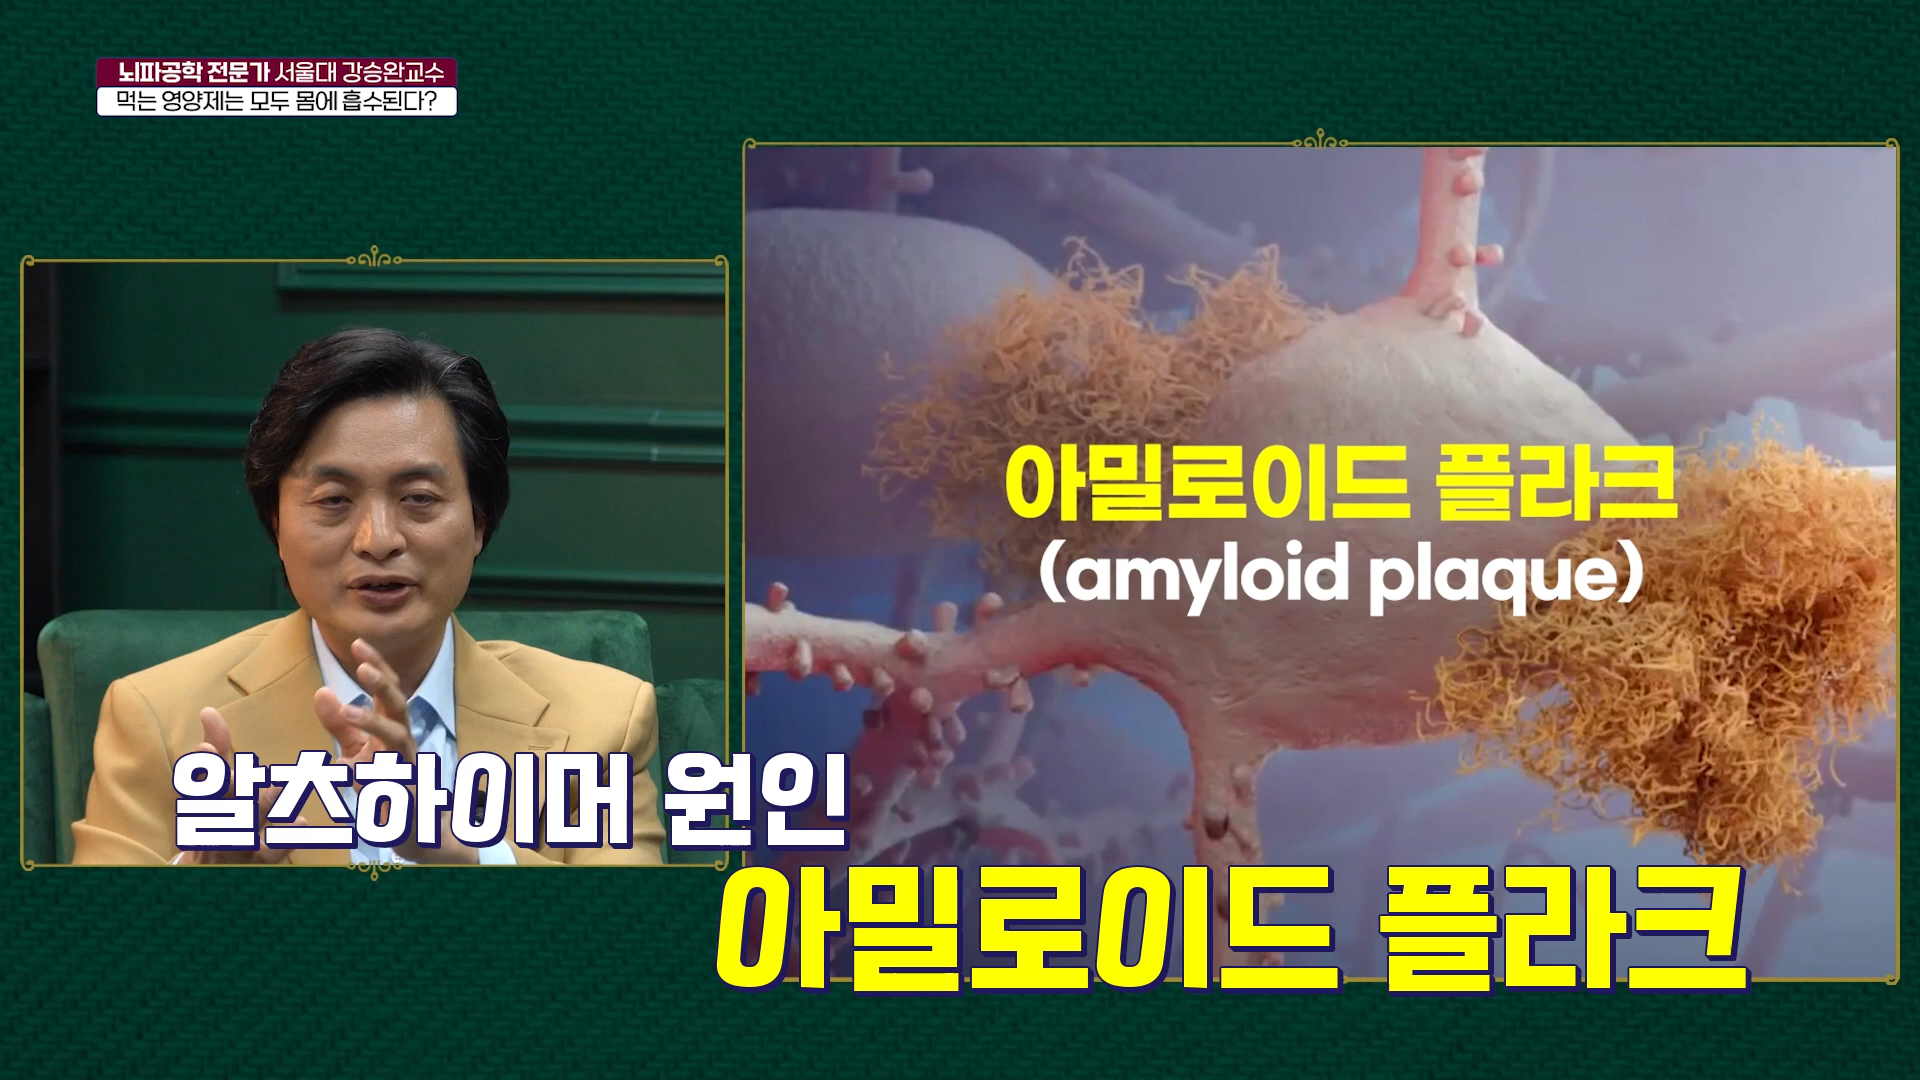 뇌파공학 전문가 서울대 강승완교수
먹는 영양제는 모두 몸에 흡수된다?
아밀로이드 플라크
(amyloid plaque)
알츠하이머 원인
아밀로이드 플라크